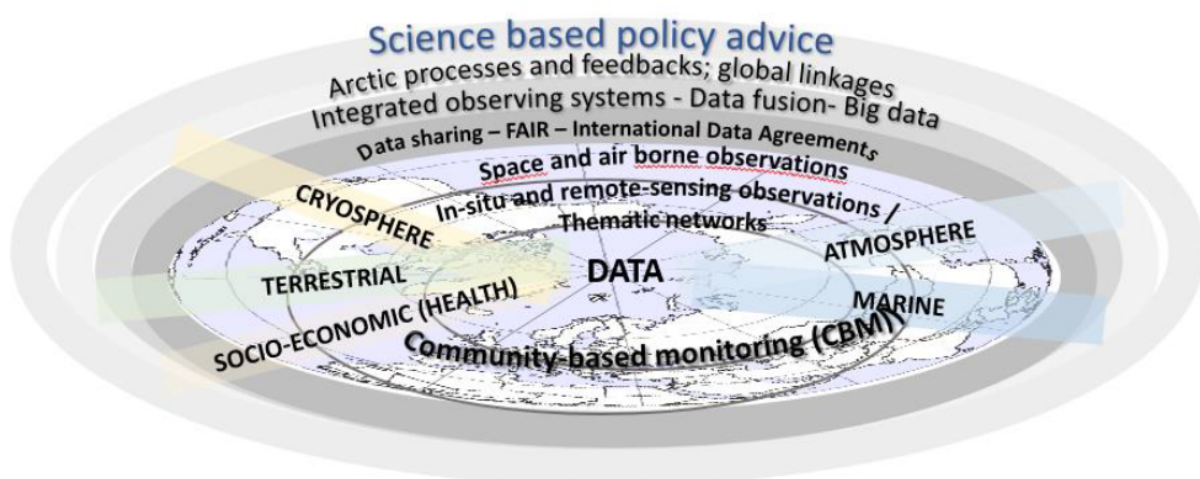 Science based policy advice
Arctic processes and feedbacks; global linkages
Integrated observing systems - Data fusion- Big data
Data sharing – FAIR – International Data Agreements
Space and air borne observations
In-situ and remote-sensing observations /
Thematic networks
CRYOSPHERE
ATMOSPHERE
DATA
TERRESTRIAL
MARINE
SOCIO-ECONOMIC (HEALTH)
Community-based monitoring (CBM))